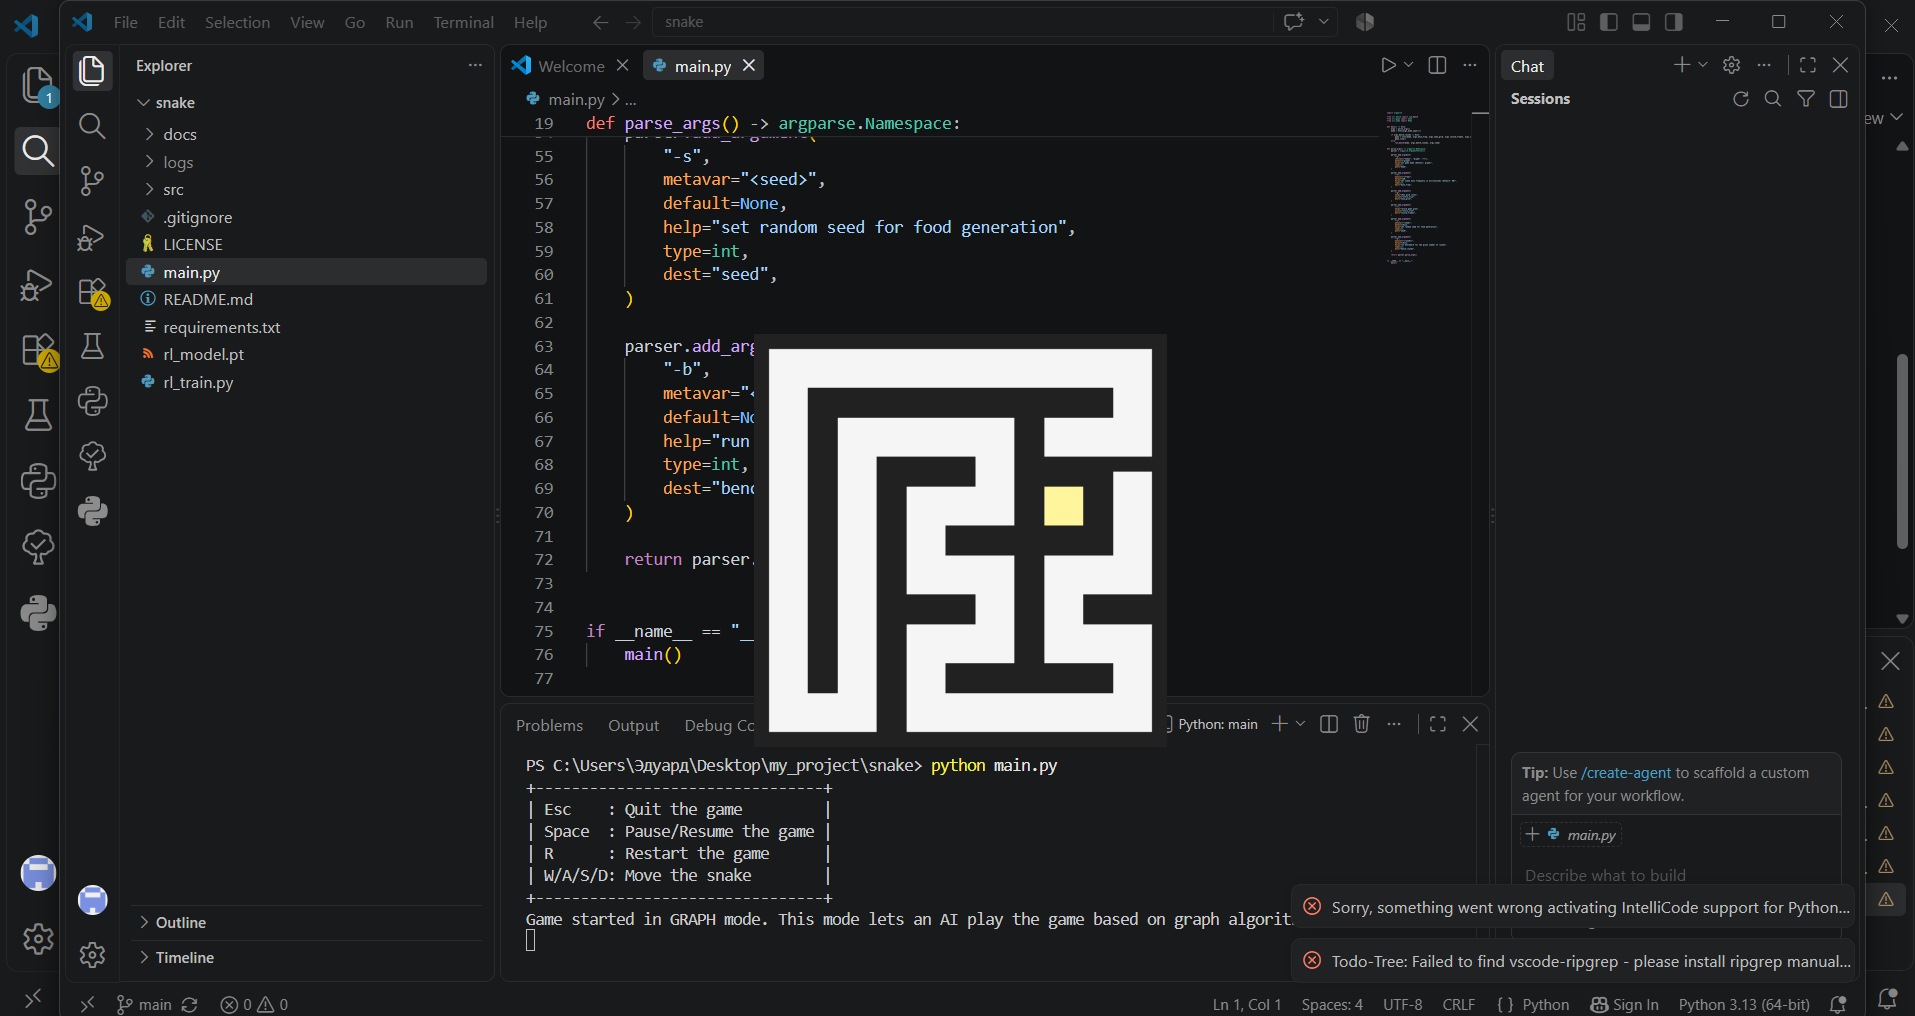 File Edit Selection View Go Run Terminal Help
snake
Explorer
snake
docs
logs
src
.gitignore
LICENSE
main.py
README.md
requirements.txt
rl_model.pt
rl_train.py
Outline
Timeline
1
Welcome
main.py
main.py > ...
19 def parse_args() -> argparse.Namespace:
55 "-s",
56 metavar="<seed>",
57 default=None,
58 help="set random seed for food generation",
59 type=int,
60 dest="seed",
61 )
62
63 parser.add_arg
64 "-b",
65 metavar="<
66 default=No
67 help="run
68 type=int,
69 dest="benc
70 )
71
72 return parser.
73
74
75 if __name__ == "__
76 main()
77
Problems Output Debug Co
Python: main
PS C:\Users\Эдуард\Desktop\my_project\snake> python main.py
+--------------------------------+
| Esc : Quit the game |
| Space : Pause/Resume the game |
| R : Restart the game |
| W/A/S/D: Move the snake |
+--------------------------------+
Game started in GRAPH mode. This mode lets an AI play the game based on graph algorit
Chat
Sessions
ew
Tip: Use /create-agent to scaffold a custom
agent for your workflow.
main.py
Describe what to build
Sorry, something went wrong activating IntelliCode support for Python...
Todo-Tree: Failed to find vscode-ripgrep - please install ripgrep manual...
main 0 0
Ln 1, Col 1 Spaces: 4 UTF-8 CRLF { } Python Sign In Python 3.13 (64-bit)